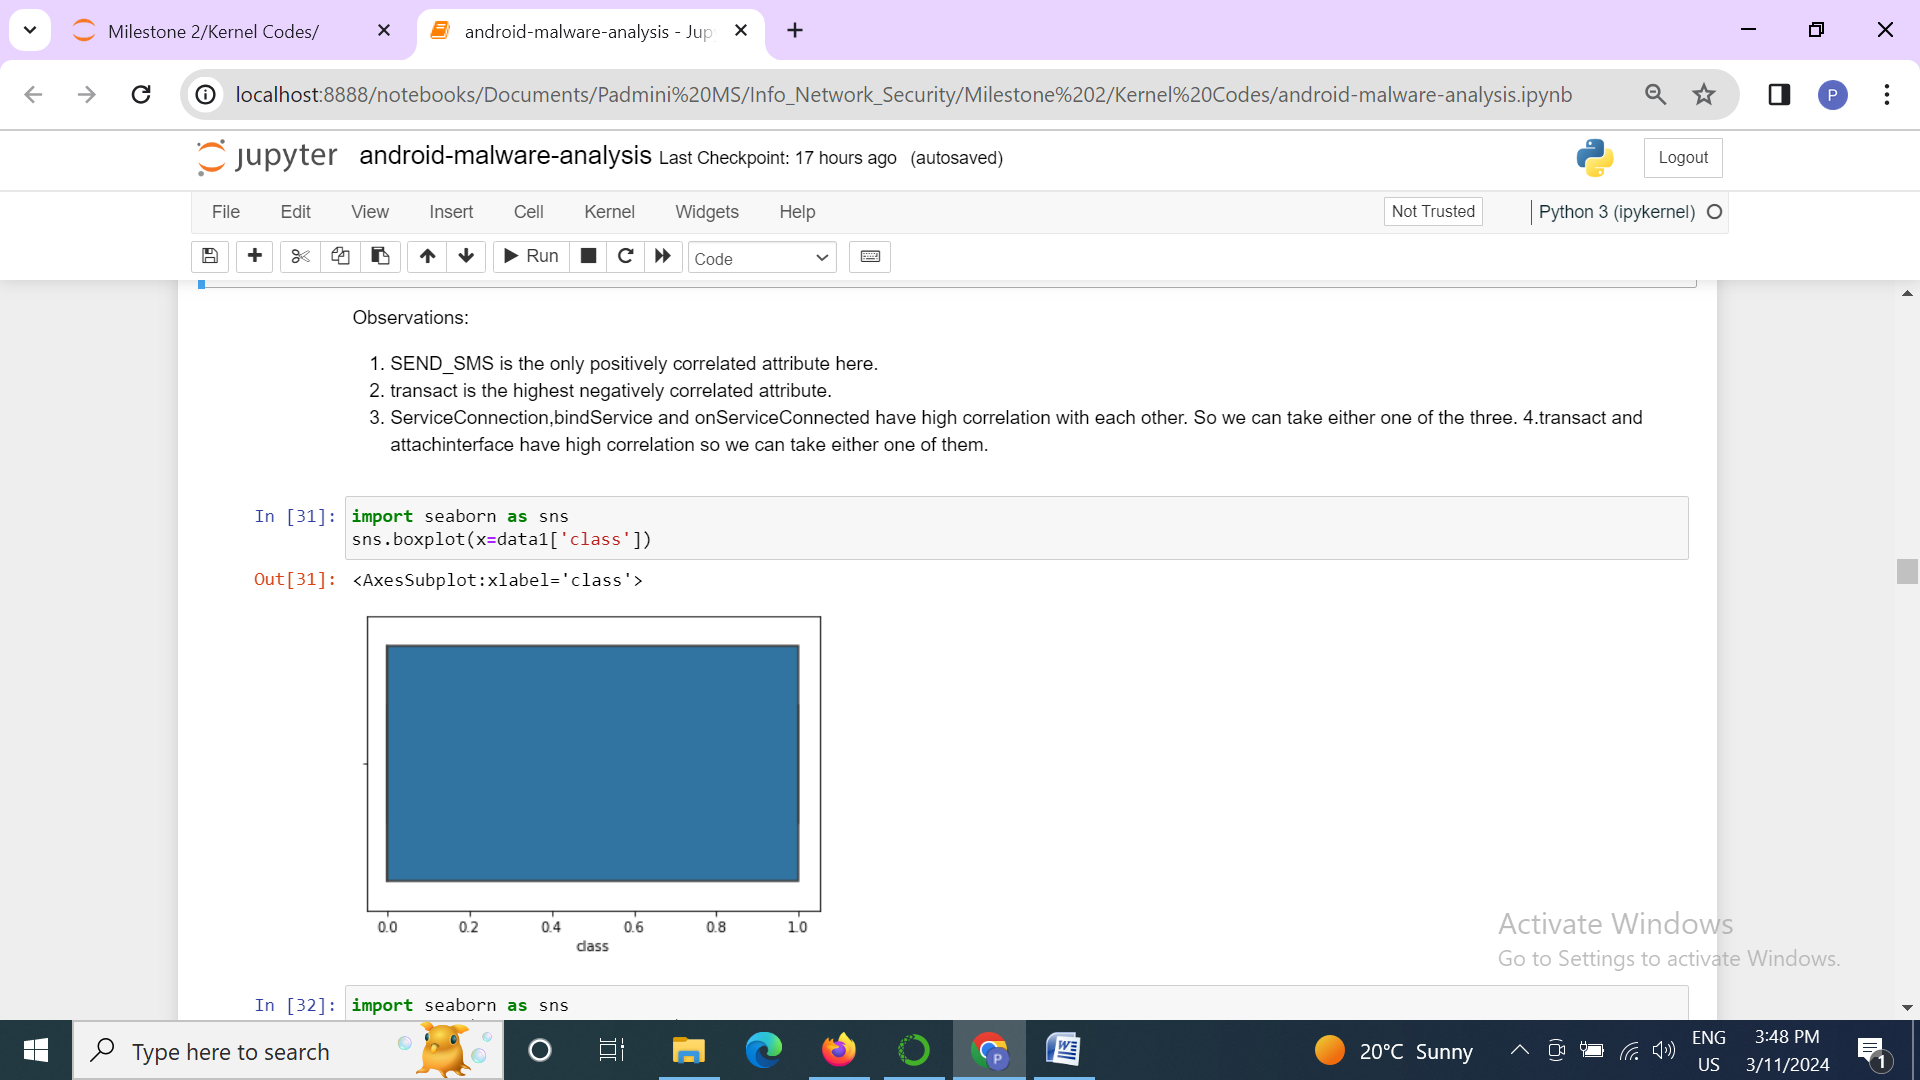 Milestone 2/Kernel Codes/
android-malware-analysis - Jup
localhost:8888/notebooks/Documents/Padmini%20MS/Info_Network_Security/Milestone%202/Kernel%20Codes/android-malware-analysis.ipynb
P
jupyter android-malware-analysis Last Checkpoint: 17 hours ago (autosaved)
Logout
File Edit View Insert Cell Kernel Widgets Help
Not Trusted
Python 3 (ipykernel)
Run
Code
Observations:
1. SEND_SMS is the only positively correlated attribute here.
2. transact is the highest negatively correlated attribute.
3. ServiceConnection,bindService and onServiceConnected have high correlation with each other. So we can take either one of the three. 4.transact and
attachinterface have high correlation so we can take either one of them.
In [31]: import seaborn as sns
sns.boxplot(x=data1['class'])
Out[31]: <AxesSubplot:xlabel='class'>
0.0 0.2 0.4 0.6 0.8 1.0
class
Activate Windows
Go to Settings to activate Windows.
In [32]: import seaborn as sns
Type here to search
P
20°C Sunny
ENG
US
3:48 PM
3/11/2024
1